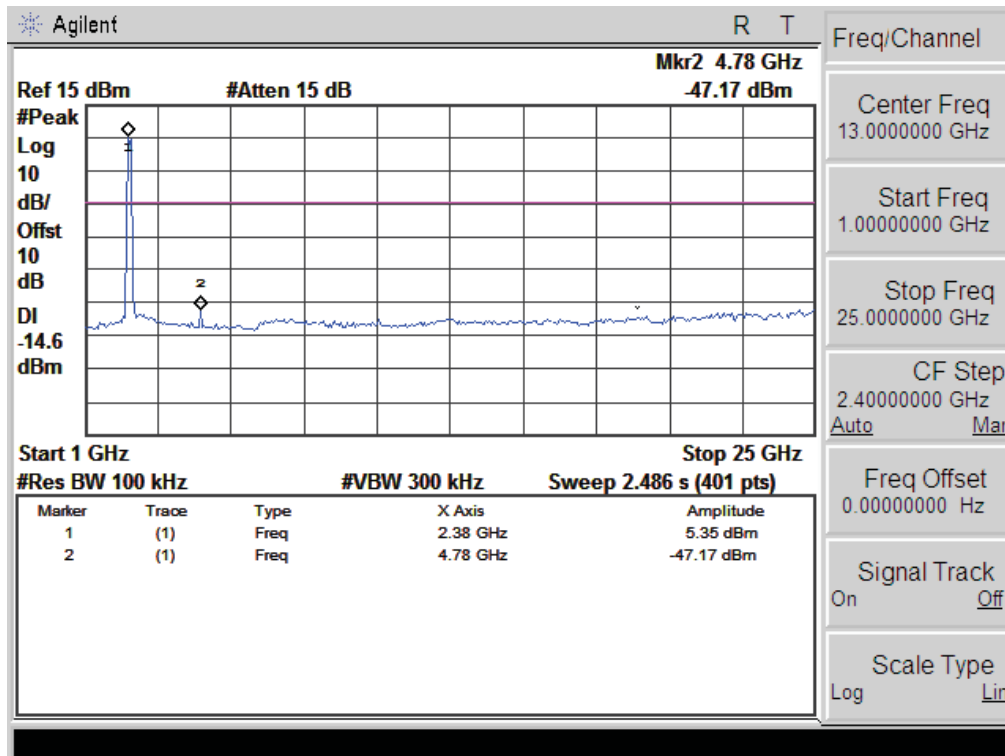 Agilent R T
Mkr2 4.78 GHz
Ref 15 dBm #Atten 15 dB -47.17 dBm
#Peak
Log
10
dB/
Offst
10
dB
DI
-14.6
dBm
1
2
Start 1 GHz Stop 25 GHz
#Res BW 100 kHz #VBW 300 kHz Sweep 2.486 s (401 pts)
Marker Trace Type X Axis Amplitude
1 (1) Freq 2.38 GHz 5.35 dBm
2 (1) Freq 4.78 GHz -47.17 dBm
Freq/Channel
Center Freq
13.0000000 GHz
Start Freq
1.00000000 GHz
Stop Freq
25.0000000 GHz
CF Step
2.40000000 GHz
Auto Man
Freq Offset
0.00000000 Hz
Signal Track
On Off
Scale Type
Log Lin